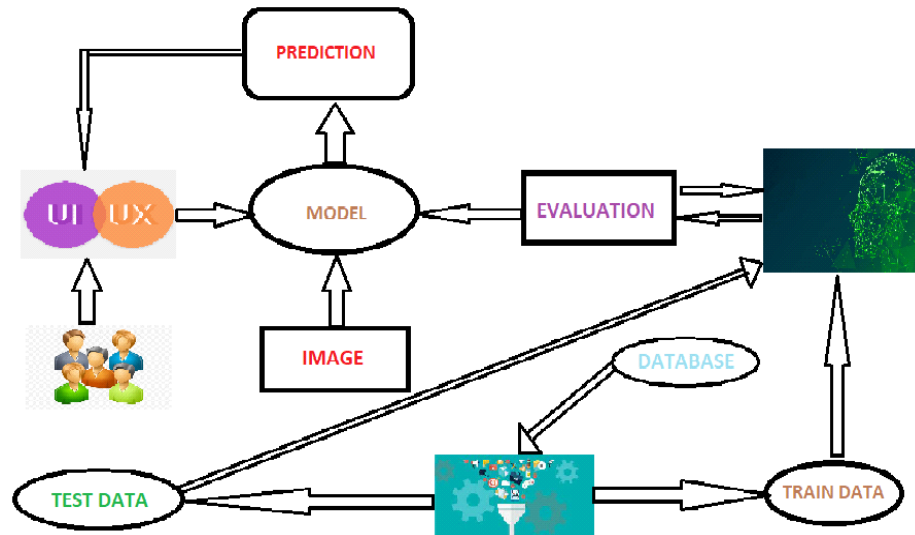 PREDICTION
UI UX
MODEL
EVALUATION
IMAGE
DATABASE
TEST DATA
TRAIN DATA